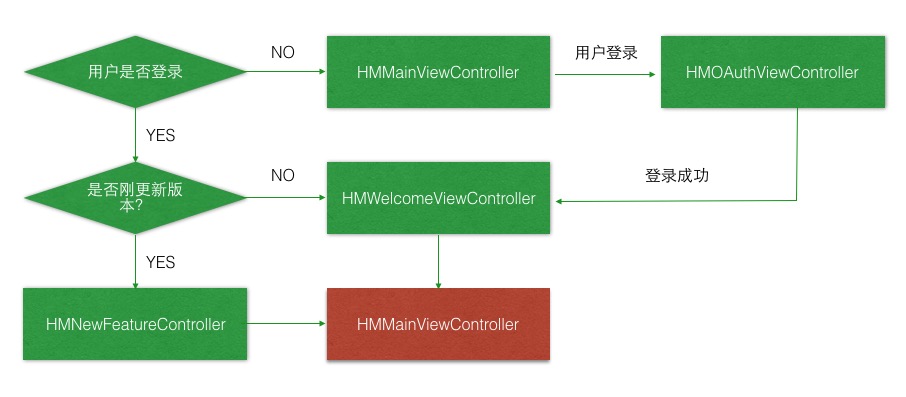 用户是否登录
NO
HMMainViewController
用户登录
HMOAuthViewController
YES
是否刚更新版
本?
NO
HMWelcomeViewController
登录成功
YES
HMNewFeatureController
HMMainViewController